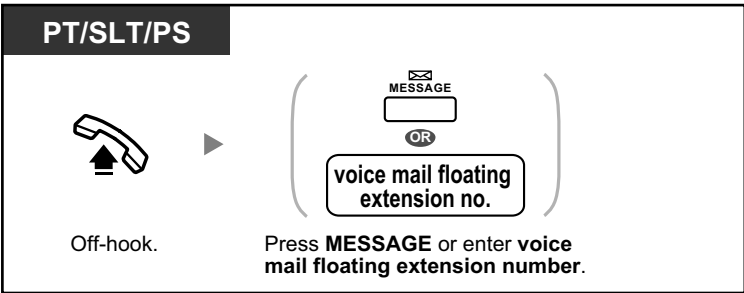 PT/SLT/PS
MESSAGE
OR
voice mail floating
extension no.
Off-hook.
Press MESSAGE or enter voice
mail floating extension number.